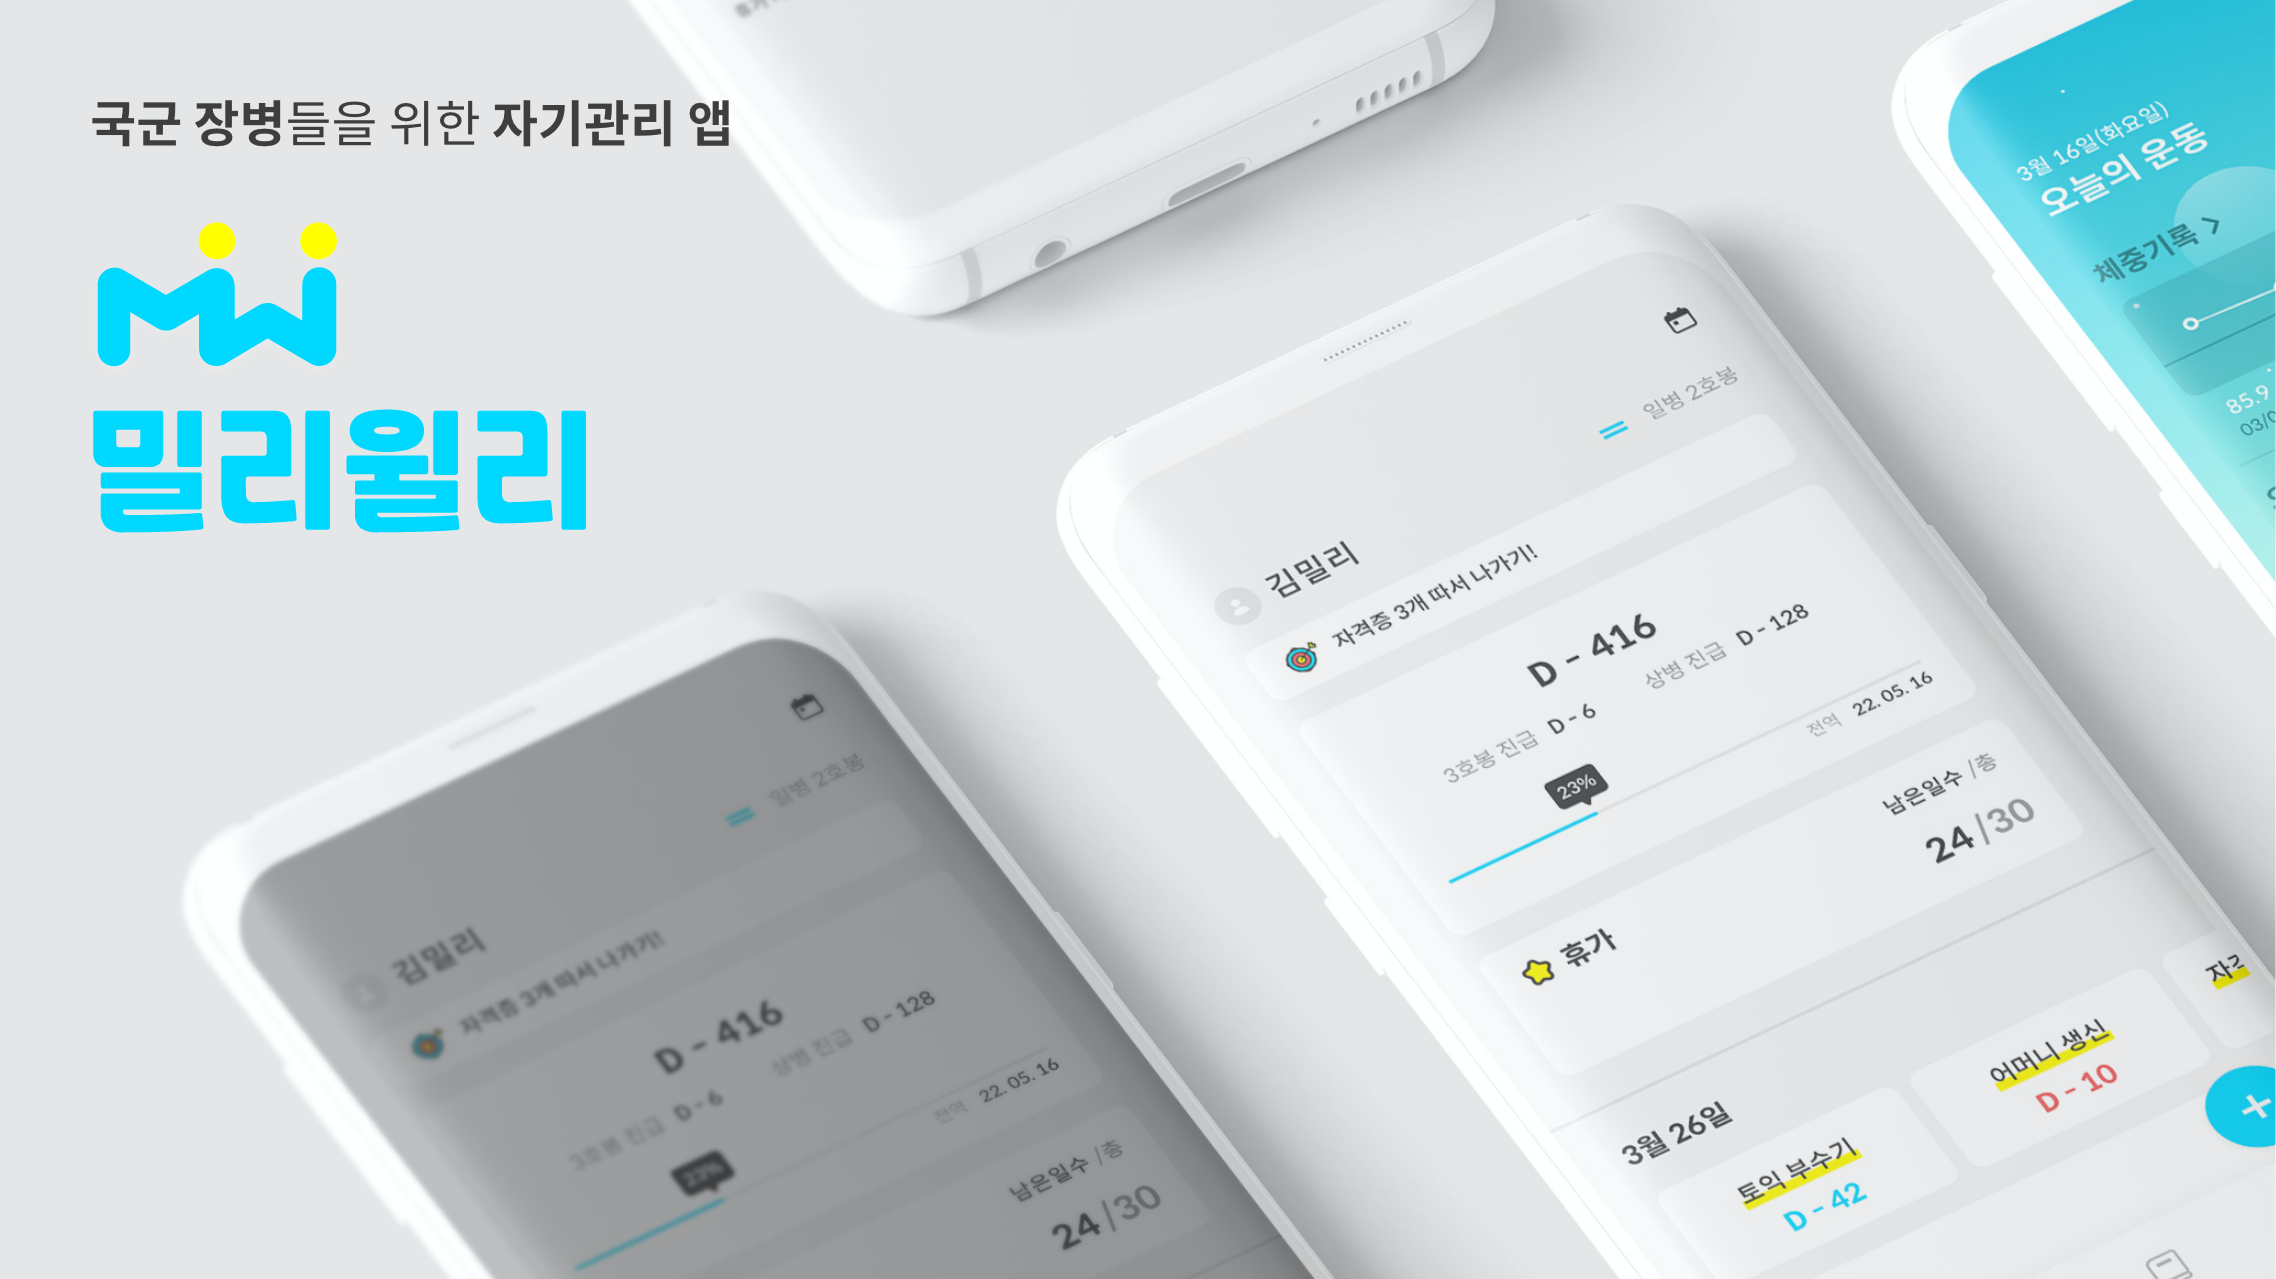 국군 장병들을 위한 자기관리 앱
밀리윌리
3월 16일(화요일)
오늘의 운동
체중기록 >
85.9
일병 2호봉
김밀리
자격증 3개 따서 나가기!
D - 416
3호봉 진급 D - 6 상병 진급 D - 128
23%
전역 22. 05. 16
휴가
남은일수 /총
24/30
3월 26일
토익 부수기
D - 42
어머니 생신
D - 10
+
일병 2호봉
김밀리
자격증 3개 따서 나가기!
D - 416
3호봉 진급 D - 6 상병 진급 D - 128
23%
전역 22. 05. 16
남은일수 /총
24/30